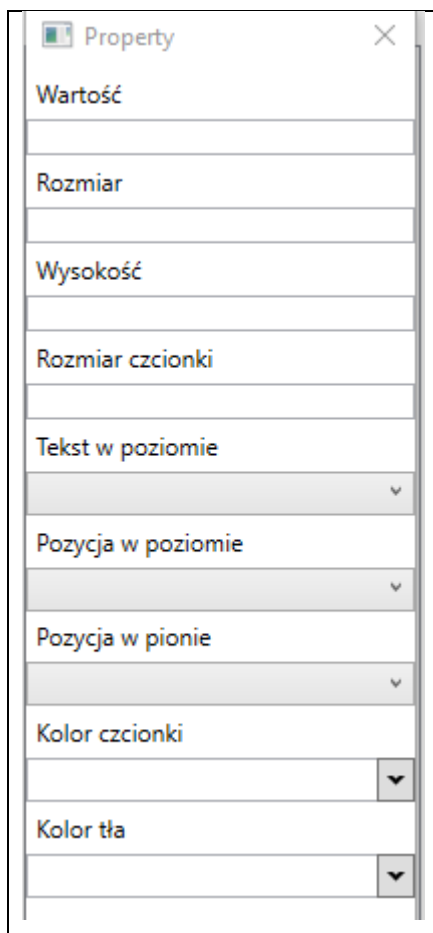 Property
Wartość
Rozmiar
Wysokość
Rozmiar czcionki
Tekst w poziomie
Pozycja w poziomie
Pozycja w pionie
Kolor czcionki
Kolor tła